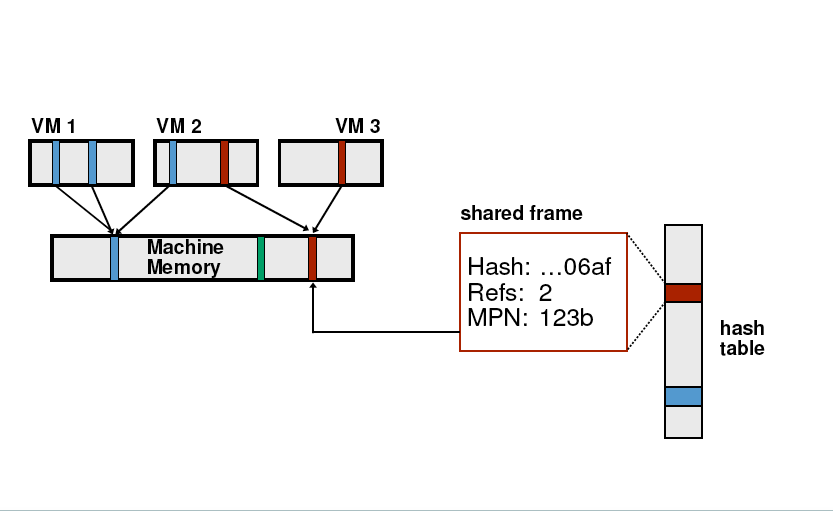 VM 1
VM 2
VM 3
Machine
Memory
shared frame
Hash: …06af
Refs: 2
MPN: 123b
hash
table